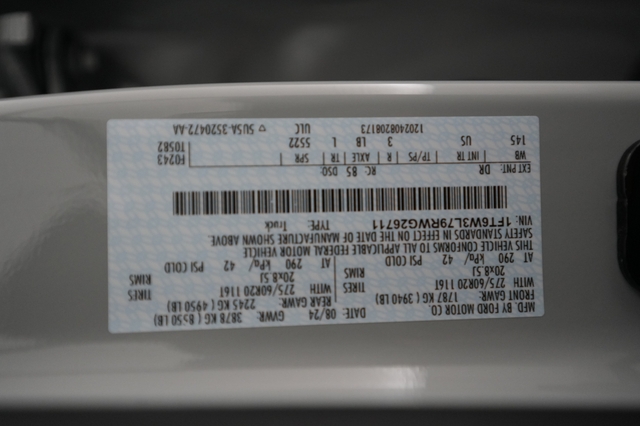 MFD BY FORD MOTOR CO.
DATE: 08/24 GVWR: 3878 KG (8550 LB)
FRONT GAWR: 1787 KG (3940 LB) REAR GAWR: 2245 KG (4950 LB)
WITH 275/60R20 116T TIRES WITH 275/60R20 116T TIRES
20x8.5J RIMS 20x8.5J RIMS
AT 290 kPa/ 42 PSI COLD AT 290 kPa/ 42 PSI COLD
THIS VEHICLE CONFORMS TO ALL APPLICABLE FEDERAL MOTOR VEHICLE
SAFETY STANDARDS IN EFFECT ON THE DATE OF MANUFACTURE SHOWN ABOVE
VIN: 1FT6W3L79RWG26711 TYPE: Truck
EXT PNT: DR RC: 85 DSO: F0243
WB INT TR TP/PS R AXLE TR SPR T0582
145 US 3 LB L 5522
1202408208173 ULC ▽ SU5A-3520472-AA